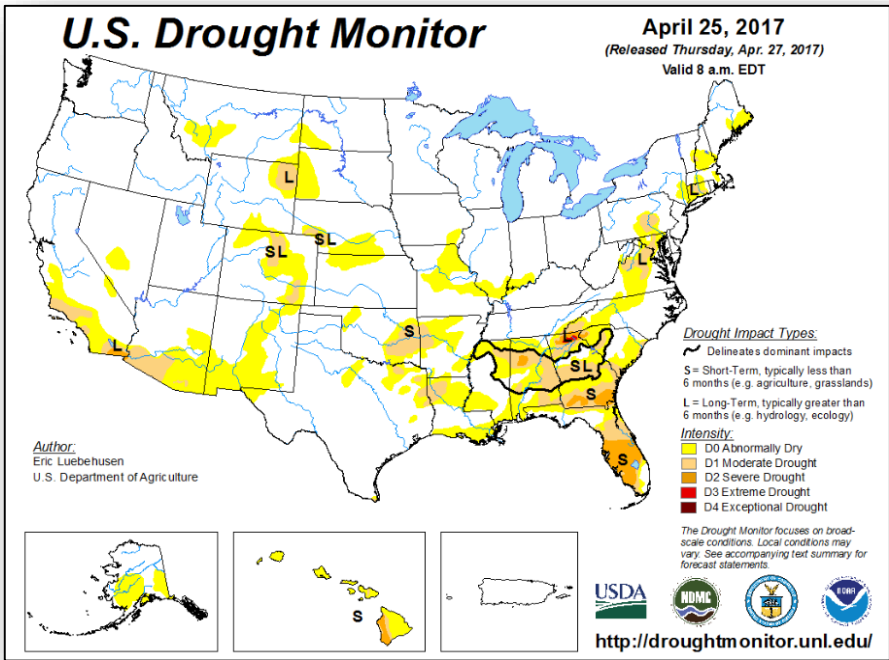 U.S. Drought Monitor
April 25, 2017
(Released Thursday, Apr. 27, 2017)
Valid 8 a.m. EDT
L
L
SL
SL
L
L
S
L
SL
S
S
Drought Impact Types:
Delineates dominant impacts
S = Short-Term, typically less than
6 months (e.g. agriculture, grasslands)
L = Long-Term, typically greater than
6 months (e.g. hydrology, ecology)
Intensity:
D0 Abnormally Dry
D1 Moderate Drought
D2 Severe Drought
D3 Extreme Drought
D4 Exceptional Drought
Author:
Eric Luebehusen
U.S. Department of Agriculture
The Drought Monitor focuses on broad-
scale conditions. Local conditions may
vary. See accompanying text summary for
forecast statements.
S
USDA
NDMC
NOAA
http://droughtmonitor.unl.edu/